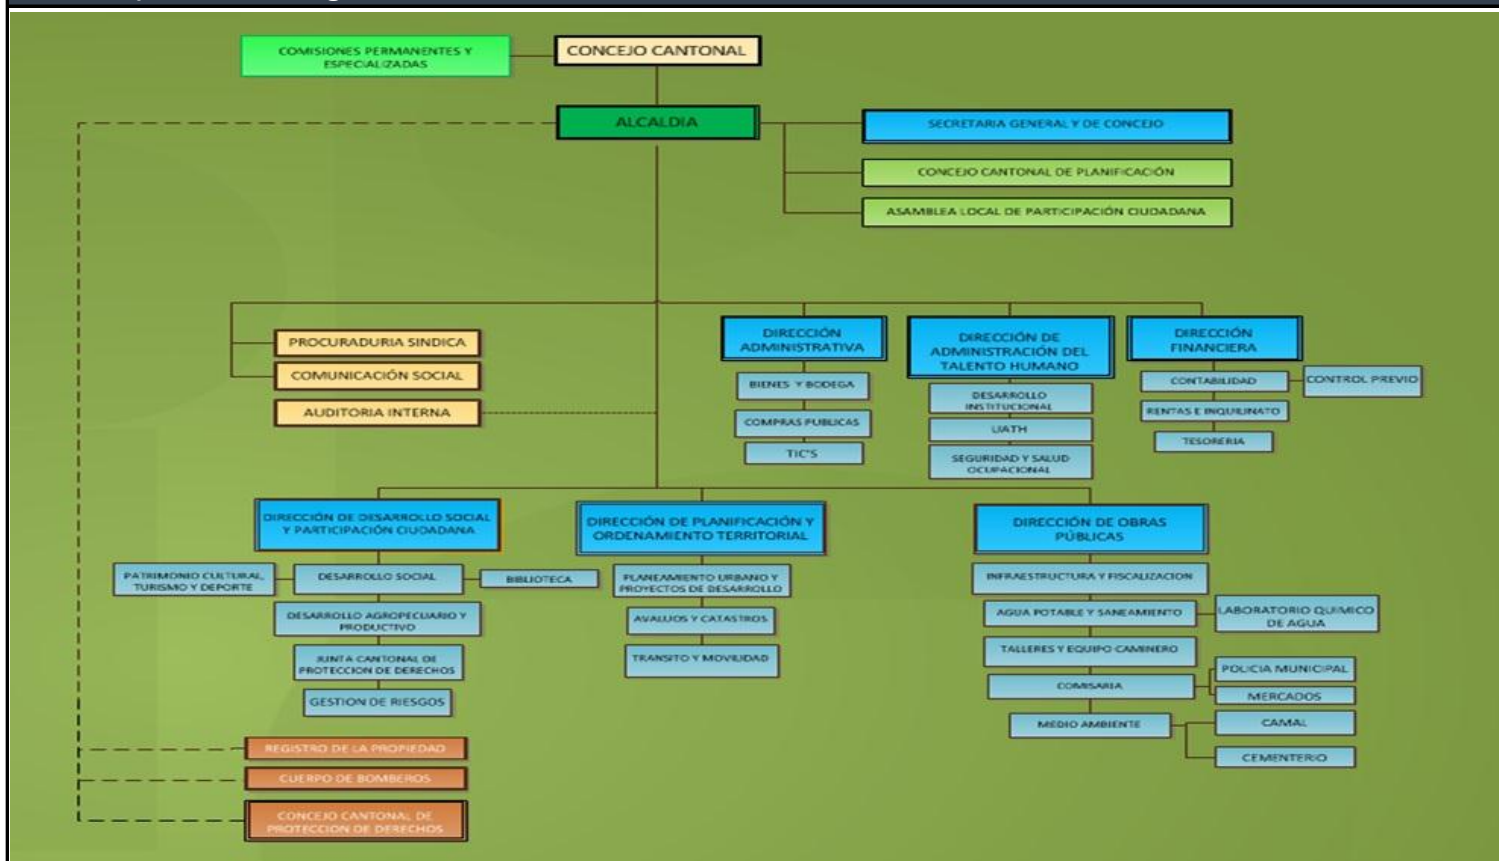 COMISIONES PERMANENTES Y
ESPECIALIZADAS
CONCEJO CANTONAL
ALCALDIA
SECRETARIA GENERAL Y DE CONCEJO
CONCEJO CANTONAL DE PLANIFICACIÓN
ASAMBLEA LOCAL DE PARTICIPACIÓN CIUDADANA
PROCURADURIA SINDICA
COMUNICACIÓN SOCIAL
AUDITORIA INTERNA
DIRECCIÓN
ADMINISTRATIVA
BIENES Y BODEGA
COMPRAS PUBLICAS
TIC'S
DIRECCIÓN DE
ADMINISTRACIÓN DEL
TALENTO HUMANO
DESARROLLO
INSTITUCIONAL
UATH
SEGURIDAD Y SALUD
OCUPACIONAL
DIRECCIÓN
FINANCIERA
CONTABILIDAD
CONTROL PREVIO
RENTAS E INQUILINATO
TESORERIA
DIRECCIÓN DE DESARROLLO SOCIAL
Y PARTICIPACIÓN CIUDADANA
PATRIMONIO CULTURAL,
TURISMO Y DEPORTE
DESARROLLO SOCIAL
BIBLIOTECA
DESARROLLO AGROPECUARIO Y
PRODUCTIVO
JUNTA CANTONAL DE
PROTECCION DE DERECHOS
GESTION DE RIESGOS
DIRECCIÓN DE PLANIFICACIÓN Y
ORDENAMIENTO TERRITORIAL
PLANEAMIENTO URBANO Y
PROYECTOS DE DESARROLLO
AVALUOS Y CATASTROS
TRANSITO Y MOVILIDAD
DIRECCIÓN DE OBRAS
PÚBLICAS
INFRAESTRUCTURA Y FISCALIZACION
AGUA POTABLE Y SANEAMIENTO
LABORATORIO QUIMICO
DE AGUA
TALLERES Y EQUIPO CAMINERO
COMISARIA
POLICIA MUNICIPAL
MERCADOS
MEDIO AMBIENTE
CAMAL
CEMENTERIO
REGISTRO DE LA PROPIEDAD
CUERPO DE BOMBEROS
CONCEJO CANTONAL DE
PROTECCION DE DERECHOS